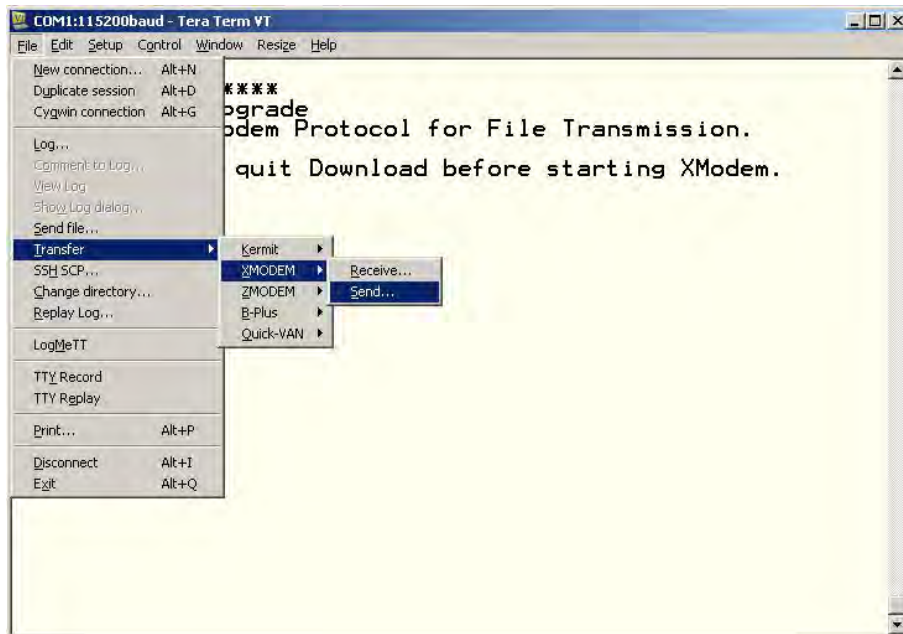 COM1:115200baud - Tera Term VT
File Edit Setup Control Window Resize Help
New connection... Alt+N
Duplicate session Alt+D
Cygwin connection Alt+G
Log...
Comment to Log...
View Log
Show Log dialog...
Send file...
Transfer
SSH SCP...
Change directory...
Replay Log...
LogMeTT
TTY Record
TTY Replay
Print... Alt+P
Disconnect Alt+I
Exit Alt+Q
Kermit
XMODEM
ZMODEM
B-Plus
Quick-VAN
Receive...
Send...
****
pgrade
odem Protocol for File Transmission.
quit Download before starting XModem.